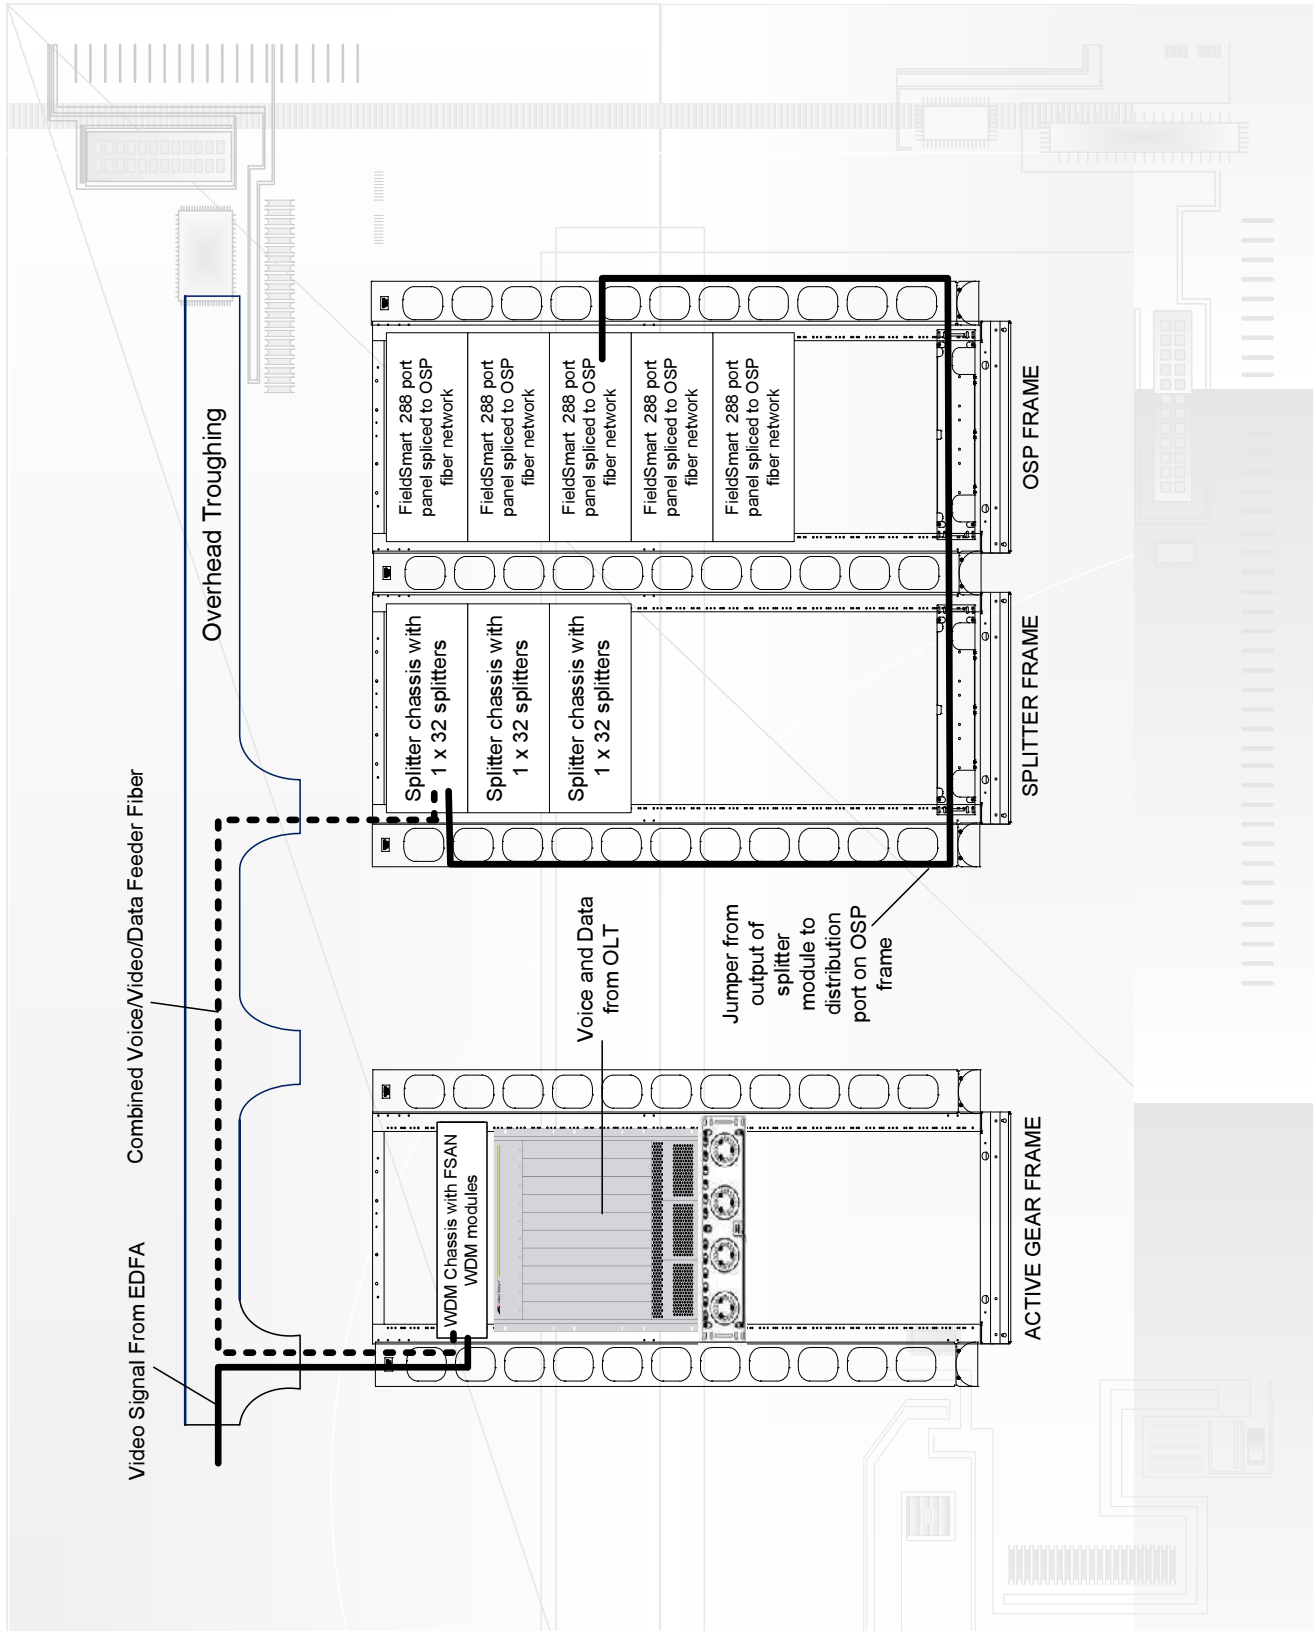 Video Signal From EDFA
Combined Voice/Video/Data Feeder Fiber
Overhead Troughing
WDM Chassis with FSAN
WDM modules
Voice and Data
from OLT
ACTIVE GEAR FRAME
Splitter chassis with
1 x 32 splitters
Splitter chassis with
1 x 32 splitters
Splitter chassis with
1 x 32 splitters
Jumper from
output of
splitter
module to
distribution
port on OSP
frame
SPLITTER FRAME
FieldSmart 288 port
panel spliced to OSP
fiber network
FieldSmart 288 port
panel spliced to OSP
fiber network
FieldSmart 288 port
panel spliced to OSP
fiber network
FieldSmart 288 port
panel spliced to OSP
fiber network
FieldSmart 288 port
panel spliced to OSP
fiber network
OSP FRAME